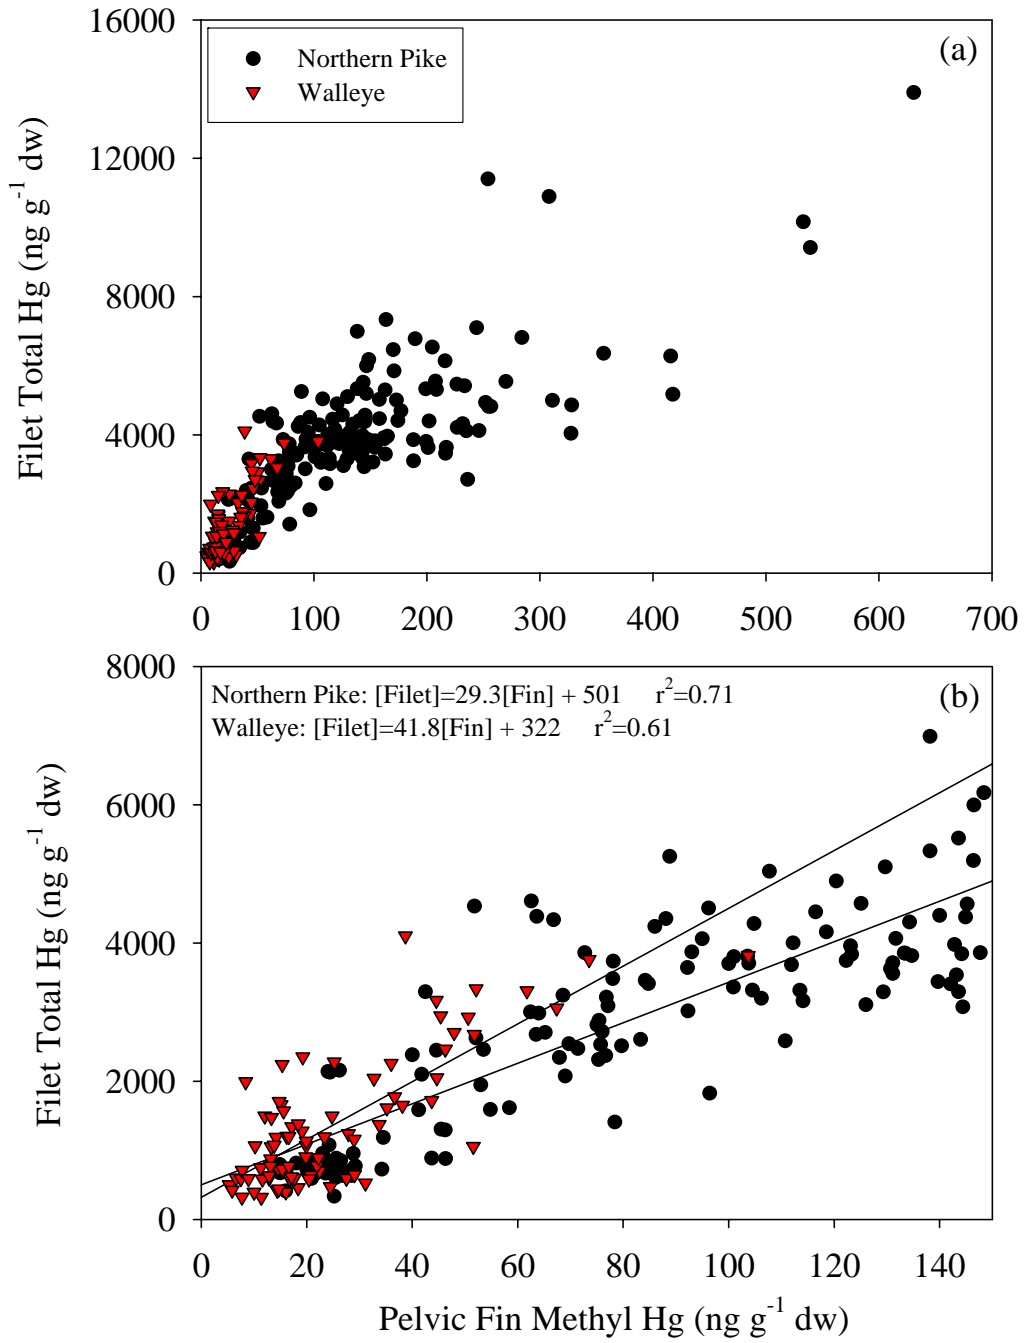 16000
12000
8000
4000
0
Filet Total Hg (ng g-1 dw)
Northern Pike
Walleye
(a)
0 100 200 300 400 500 600 700
8000
6000
4000
2000
0
Filet Total Hg (ng g-1 dw)
Northern Pike: [Filet]=29.3[Fin] + 501 r2=0.71
Walleye: [Filet]=41.8[Fin] + 322 r2=0.61
(b)
0 20 40 60 80 100 120 140
Pelvic Fin Methyl Hg (ng g-1 dw)